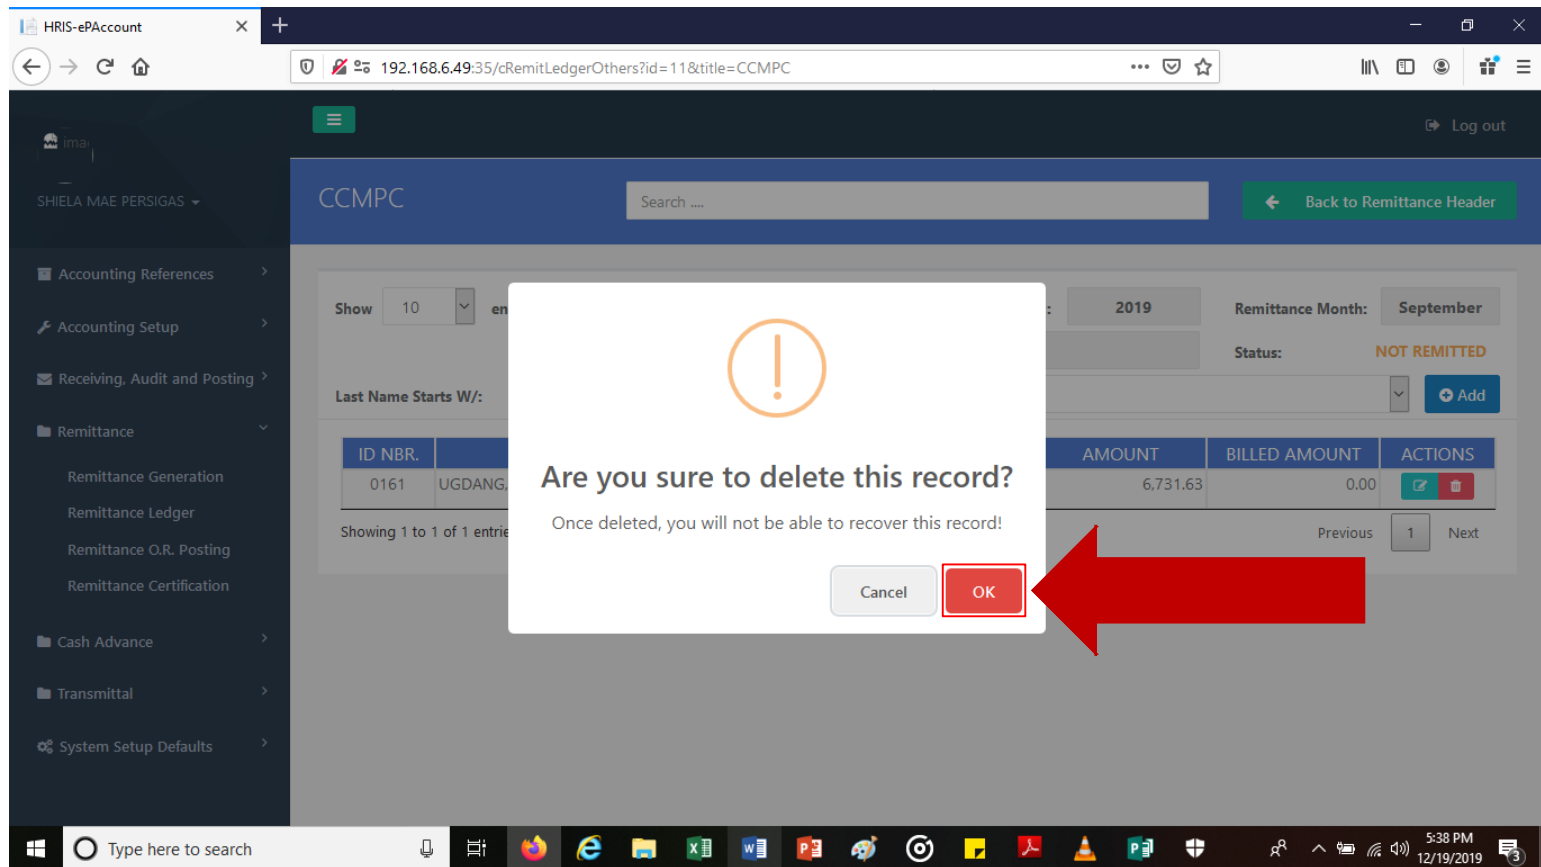 HRIS-ePAccount
192.168.6.49:35/cRemitLedgerOthers?id=11&title=CCMPC
Log out
SHIELA MAE PERSIGAS
CCMPC
Search ....
Back to Remittance Header
Accounting References
Accounting Setup
Receiving, Audit and Posting
Remittance
Remittance Generation
Remittance Ledger
Remittance O.R. Posting
Remittance Certification
Cash Advance
Transmittal
System Setup Defaults
Show 10 en
: 2019 Remittance Month: September
Status: NOT REMITTED
Last Name Starts W/: Add
ID NBR. AMOUNT BILLED AMOUNT ACTIONS
0161 UGDANG, 6,731.63 0.00
Showing 1 to 1 of 1 entrie
Previous 1 Next
Are you sure to delete this record?
Once deleted, you will not be able to recover this record!
Cancel OK
Type here to search
5:38 PM
12/19/2019
3